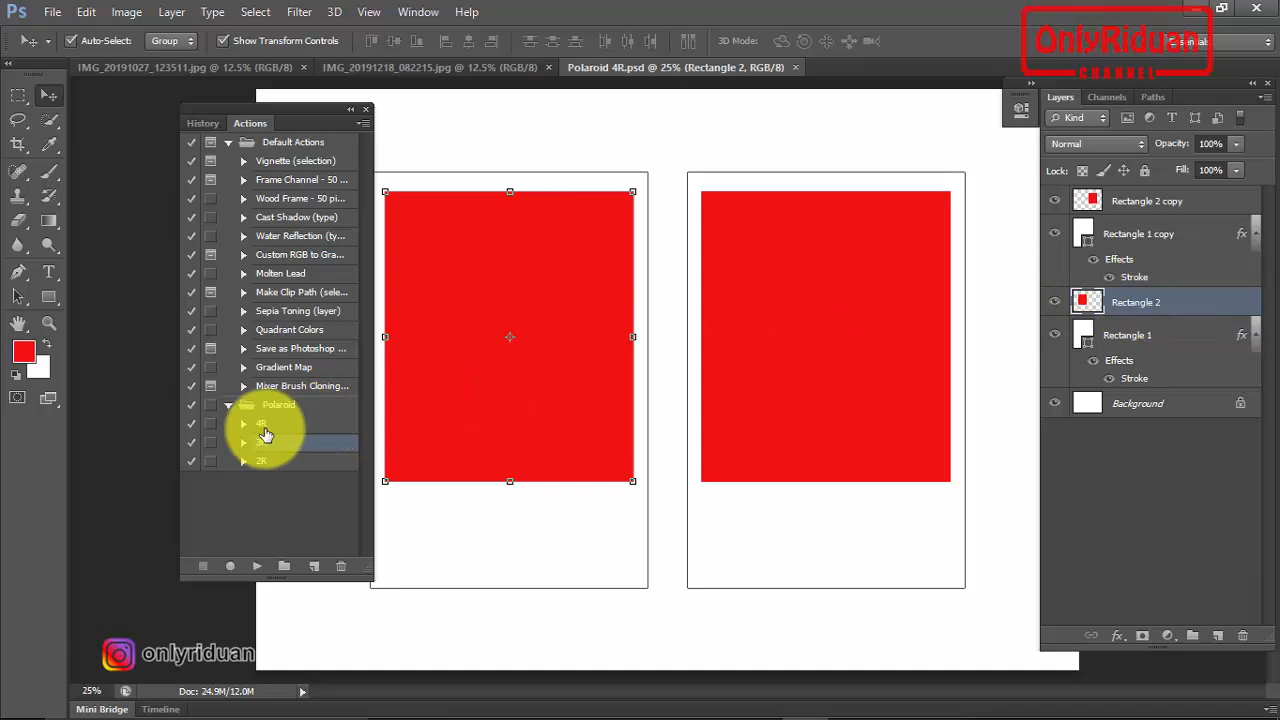 Ps File Edit Image Layer Type Select Filter 3D View Window Help
OnlyRiduan
CHANNEL
Auto-Select: Group Show Transform Controls 3D Mode:
IMG_20191027_123511.jpg @ 12.5% (RGB/8) × IMG_20191218_082215.jpg @ 12.5% (RGB/8) × Polaroid 4R.psd @ 25% (Rectangle 2, RGB/8) ×
History Actions
Default Actions
Vignette (selection)
Frame Channel - 50 ...
Wood Frame - 50 pi...
Cast Shadow (type)
Water Reflection (ty...
Custom RGB to Gra...
Molten Lead
Make Clip Path (sele...
Sepia Toning (layer)
Quadrant Colors
Save as Photoshop ...
Gradient Map
Mixer Brush Cloning...
Polaroid
4R
2R
Layers Channels Paths
Kind
Normal Opacity: 100%
Lock: Fill: 100%
Rectangle 2 copy
Rectangle 1 copy fx
Effects
Stroke
Rectangle 2
Rectangle 1 fx
Effects
Stroke
Background
onlyriduan
25% Doc: 24.9M/12.0M
Mini Bridge Timeline